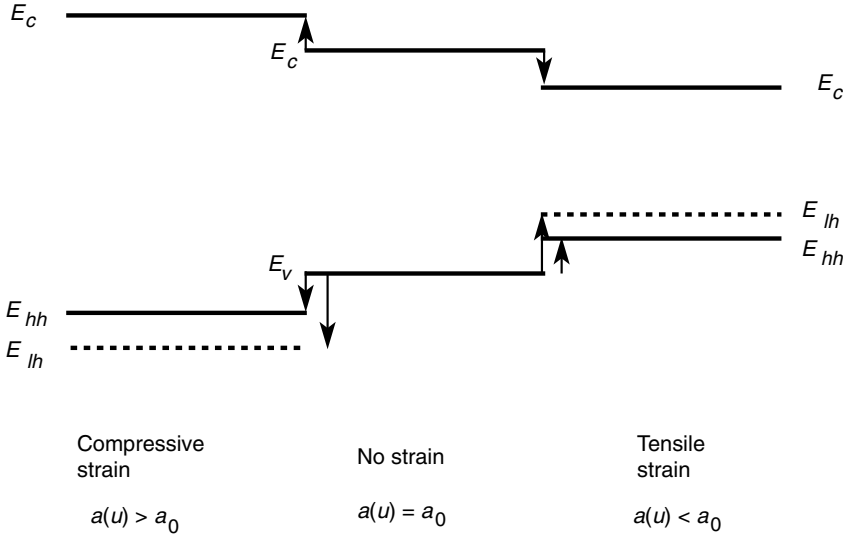 E_c
E_c
E_c
E_lh
E_hh
E_v
E_hh
E_lh
Compressive
strain
No strain
Tensile
strain
a(u) > a_0
a(u) = a_0
a(u) < a_0